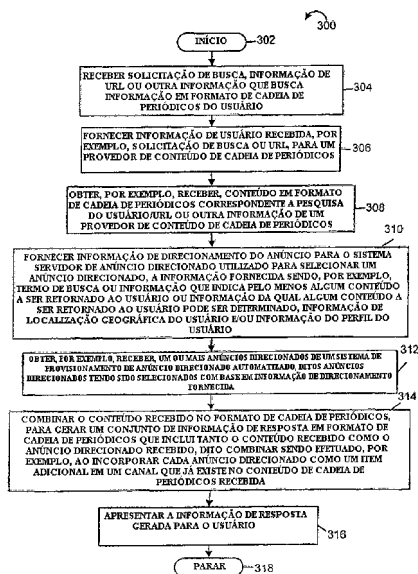 300
INÍCIO
302
RECEBER SOLICITAÇÃO DE BUSCA, INFORMAÇÃO DE
URL OU OUTRA INFORMAÇÃO QUE BUSCA
INFORMAÇÃO EM FORMATO DE CADEIA DE
PERIÓDICOS DO USUÁRIO
304
FORNECER INFORMAÇÃO DE USUÁRIO RECEBIDA, POR
EXEMPLO, SOLICITAÇÃO DE BUSCA OU URL, PARA
UM PROVEDOR DE CONTEÚDO DE CADEIA DE PERIÓDICOS
306
OBTER, POR EXEMPLO, RECEBER, CONTEÚDO EM FORMATO
DE CADEIA DE PERIÓDICOS CORRESPONDENTE A PESQUISA
DO USUÁRIO/URL OU OUTRA INFORMAÇÃO DE UM
PROVEDOR DE CONTEÚDO DE CADEIA DE PERIÓDICOS
308
310
FORNECER INFORMAÇÃO DE DIRECIONAMENTO DO ANÚNCIO PARA O SISTEMA
SERVIDOR DE ANÚNCIO DIRECIONADO UTILIZADO PARA SELECIONAR UM
ANÚNCIO DIRECIONADO, A INFORMAÇÃO FORNECIDA SENDO, POR EXEMPLO,
TERMO DE BUSCA OU INFORMAÇÃO QUE INDICA PELO MENOS ALGUM CONTEÚDO
A SER RETORNADO AO USUÁRIO OU INFORMAÇÃO DA QUAL ALGUM CONTEÚDO A
SER RETORNADO AO USUÁRIO PODE SER DETERMINADO, INFORMAÇÃO DE
LOCALIZAÇÃO GEOGRÁFICA DO USUÁRIO E/OU INFORMAÇÃO DO PERFIL DO
USUÁRIO
312
OBTER, POR EXEMPLO, RECEBER, UM OU MAIS ANÚNCIOS DIRECIONADOS DE UM SISTEMA DE
PROVISIONAMENTO DE ANÚNCIO DIRECIONADO AUTOMATIZADO, DITOS ANÚNCIOS
DIRECIONADOS TENDO SIDO SELECIONADOS COM BASE EM INFORMAÇÃO DE DIRECIONAMENTO
FORNECIDA
314
COMBINAR O CONTEÚDO RECEBIDO NO FORMATO DE CADEIA DE PERIÓDICOS,
PARA GERAR UM CONJUNTO DE INFORMAÇÃO DE RESPOSTA EM FORMATO DE
CADEIA DE PERIÓDICOS QUE INCLUI TANTO O CONTEÚDO RECEBIDO COMO O
ANÚNCIO DIRECIONADO RECEBIDO, DITO COMBINAR SENDO EFETUADO, POR
EXEMPLO, AO INCORPORAR CADA ANÚNCIO DIRECIONADO COMO UM ITEM
ADICIONAL EM UM CANAL QUE JÁ EXISTE NO CONTEÚDO DE CADEIA DE
PERIÓDICOS RECEBIDA
APRESENTAR A INFORMAÇÃO DE RESPOSTA
GERADA PARA O USUÁRIO
316
PARAR
318